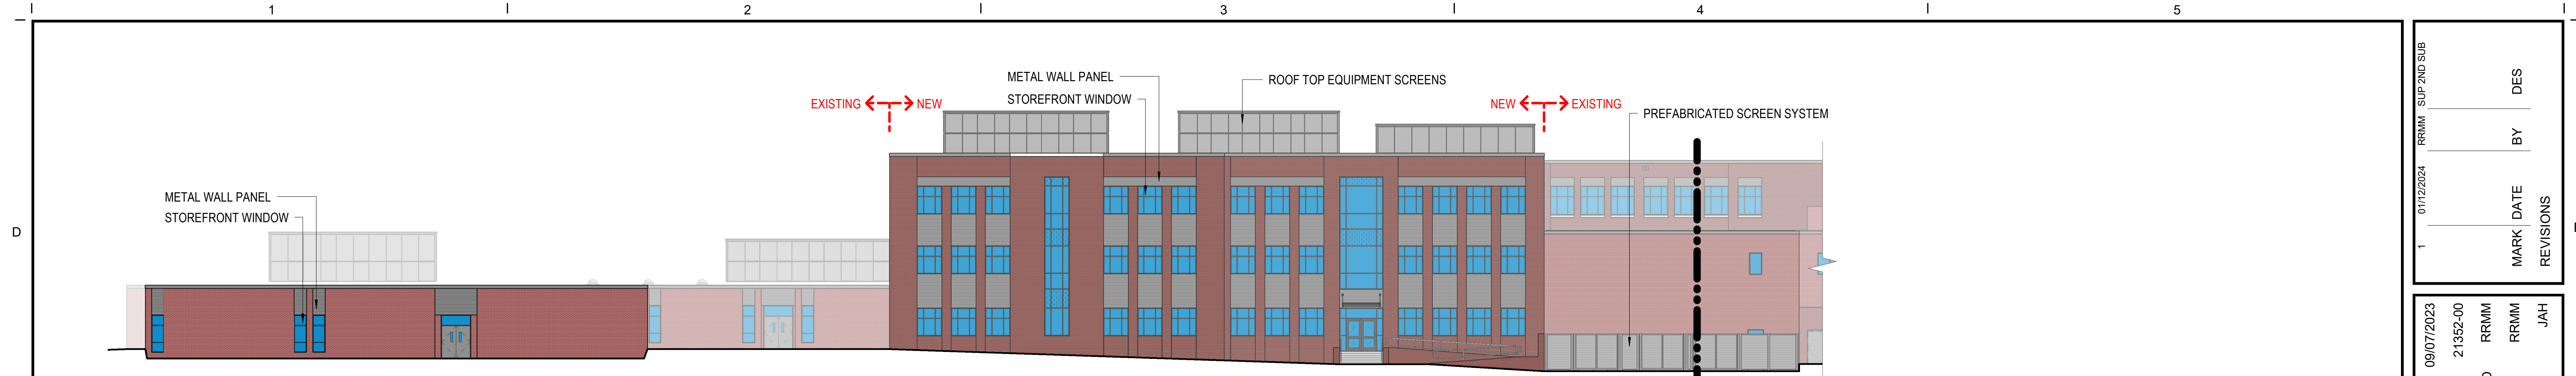 1 2 3 4 5
METAL WALL PANEL
STOREFRONT WINDOW
ROOF TOP EQUIPMENT SCREENS
EXISTING NEW
NEW EXISTING
PREFABRICATED SCREEN SYSTEM
METAL WALL PANEL
STOREFRONT WINDOW
D
1 01/12/2024 RRMM SUP 2ND SUB
MARK DATE BY DES
REVISIONS
09/07/2023
21352-00
RRMM
RRMM
JAH